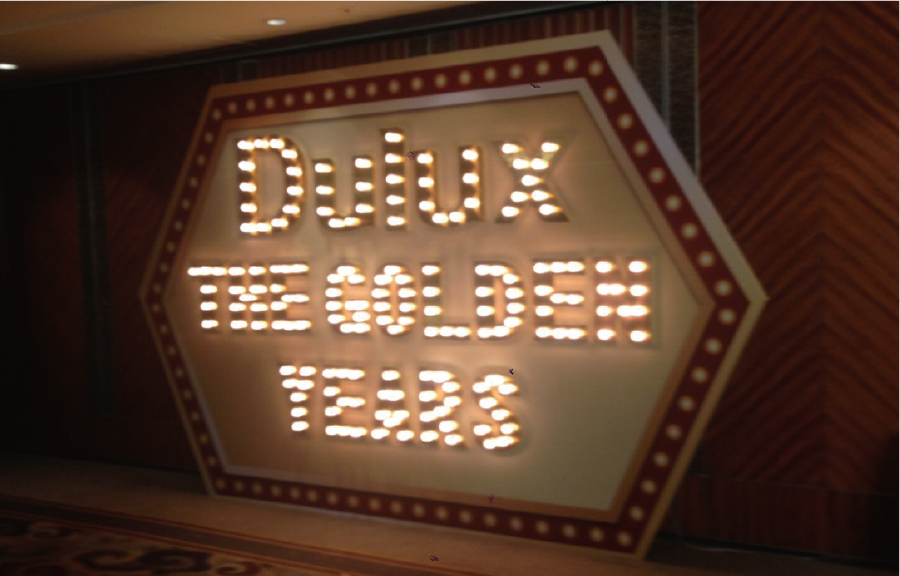 Dulux
THE GOLDEN
YEARS